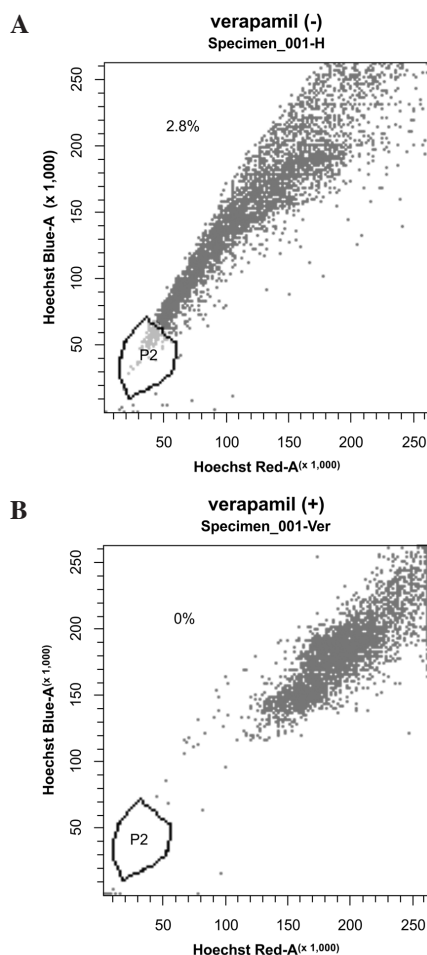 A
verapamil (-)
Specimen_001-H
2.8%
P2
Hoechst Blue-A (x 1,000)
50
100
150
200
250
50
100
150
200
250
Hoechst Red-A(x 1,000)
B
verapamil (+)
Specimen_001-Ver
0%
P2
Hoechst Blue-A(x 1,000)
50
100
150
200
250
50
100
150
200
250
Hoechst Red-A(x 1,000)